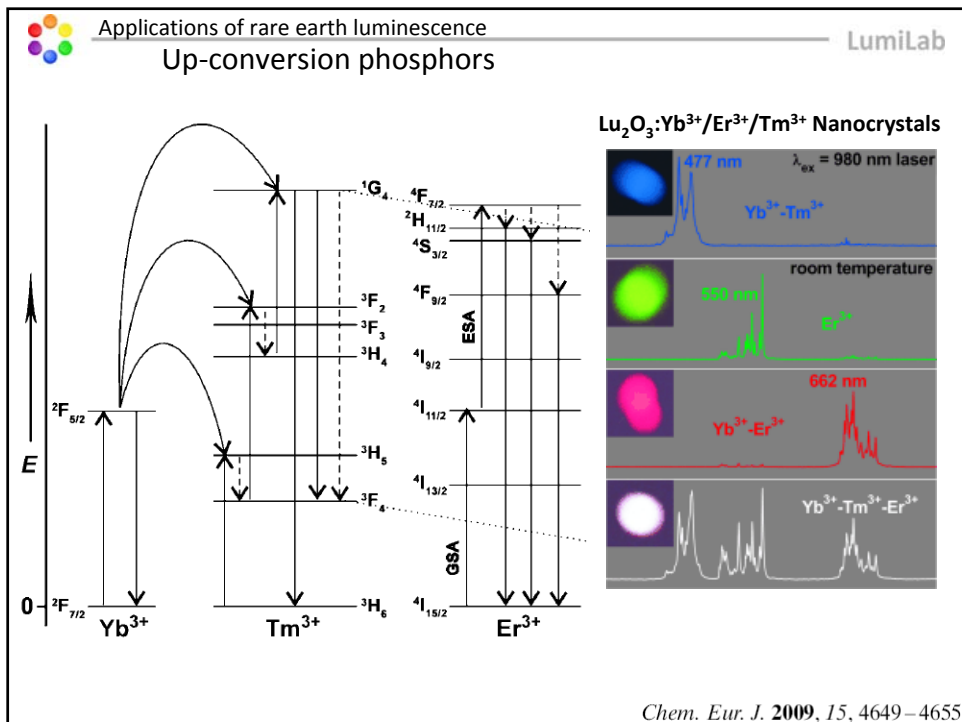 Applications of rare earth luminescence
LumiLab
Up-conversion phosphors
Lu₂O₃:Yb³⁺/Er³⁺/Tm³⁺ Nanocrystals
E
0
²F₅/₂
²F₇/₂
Yb³⁺
¹G₄
³F₂
³F₃
³H₄
³H₅
³F₄
³H₆
Tm³⁺
⁴F₇/₂
²H₁₁/₂
⁴S₃/₂
⁴F₉/₂
⁴I₉/₂
⁴I₁₁/₂
⁴I₁₃/₂
⁴I₁₅/₂
ESA
GSA
Er³⁺
477 nm
λex = 980 nm laser
Yb³⁺-Tm³⁺
room temperature
550 nm
Er³⁺
662 nm
Yb³⁺-Er³⁺
Yb³⁺-Tm³⁺-Er³⁺
Chem. Eur. J. 2009, 15, 4649 – 4655